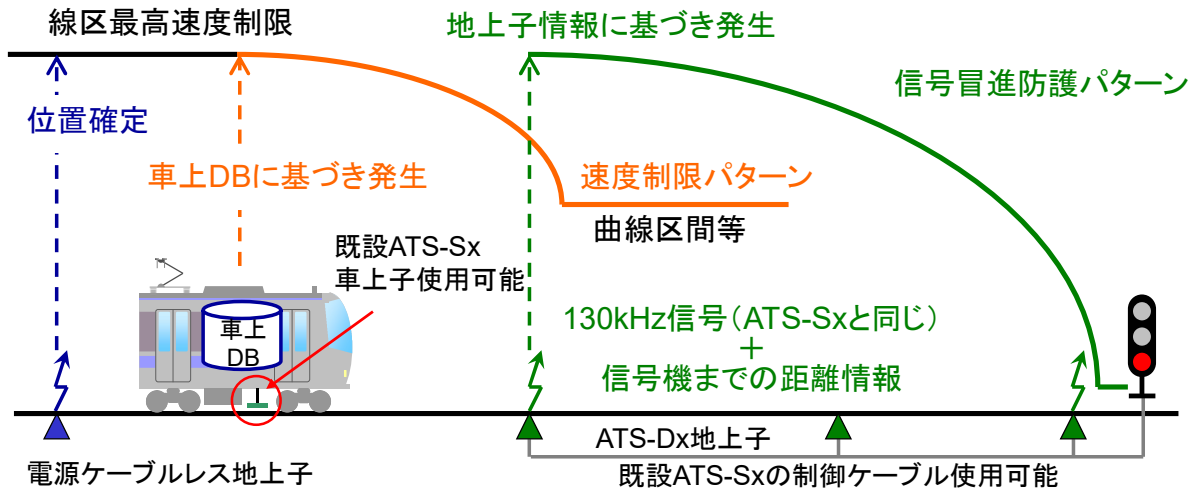 線区最高速度制限
地上子情報に基づき発生
信号冒進防護パターン
位置確定
車上DBに基づき発生
速度制限パターン
曲線区間等
既設ATS-Sx
車上子使用可能
車上
DB
130kHz信号(ATS-Sxと同じ)
+
信号機までの距離情報
ATS-Dx地上子
電源ケーブルレス地上子
既設ATS-Sxの制御ケーブル使用可能